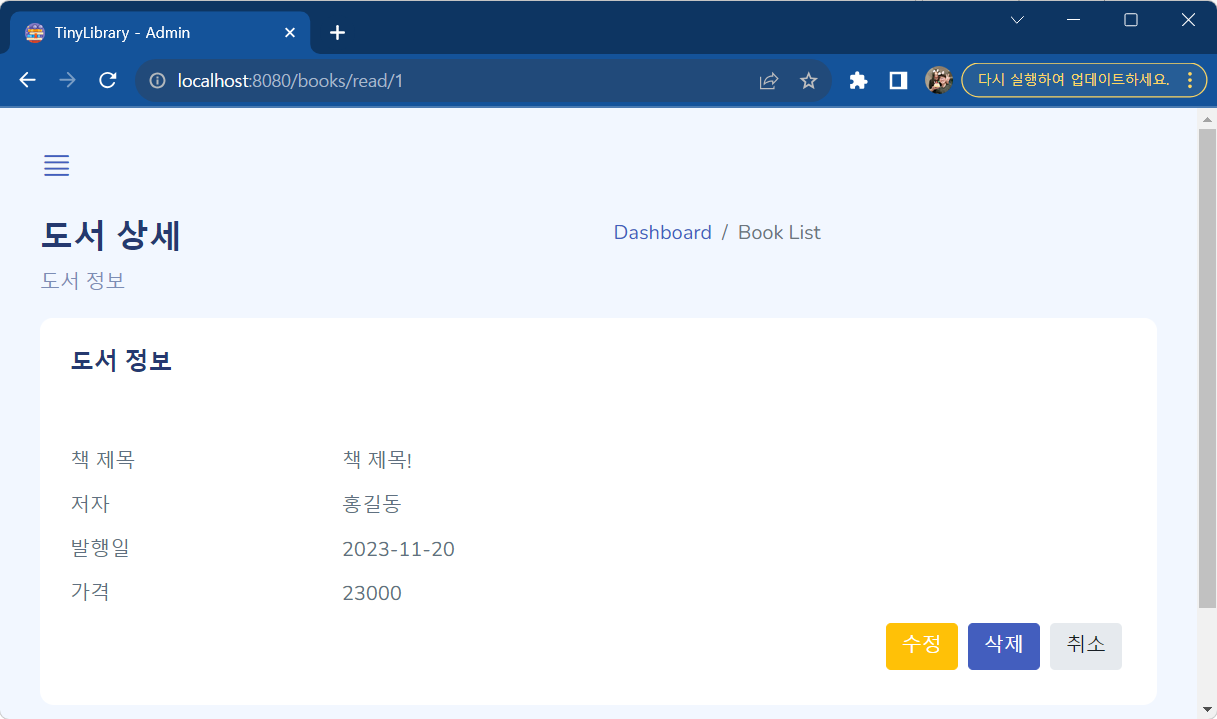 TinyLibrary - Admin
localhost:8080/books/read/1
다시 실행하여 업데이트하세요.
도서 상세
Dashboard / Book List
도서 정보
도서 정보
책 제목 책 제목!
저자 홍길동
발행일 2023-11-20
가격 23000
수정 삭제 취소